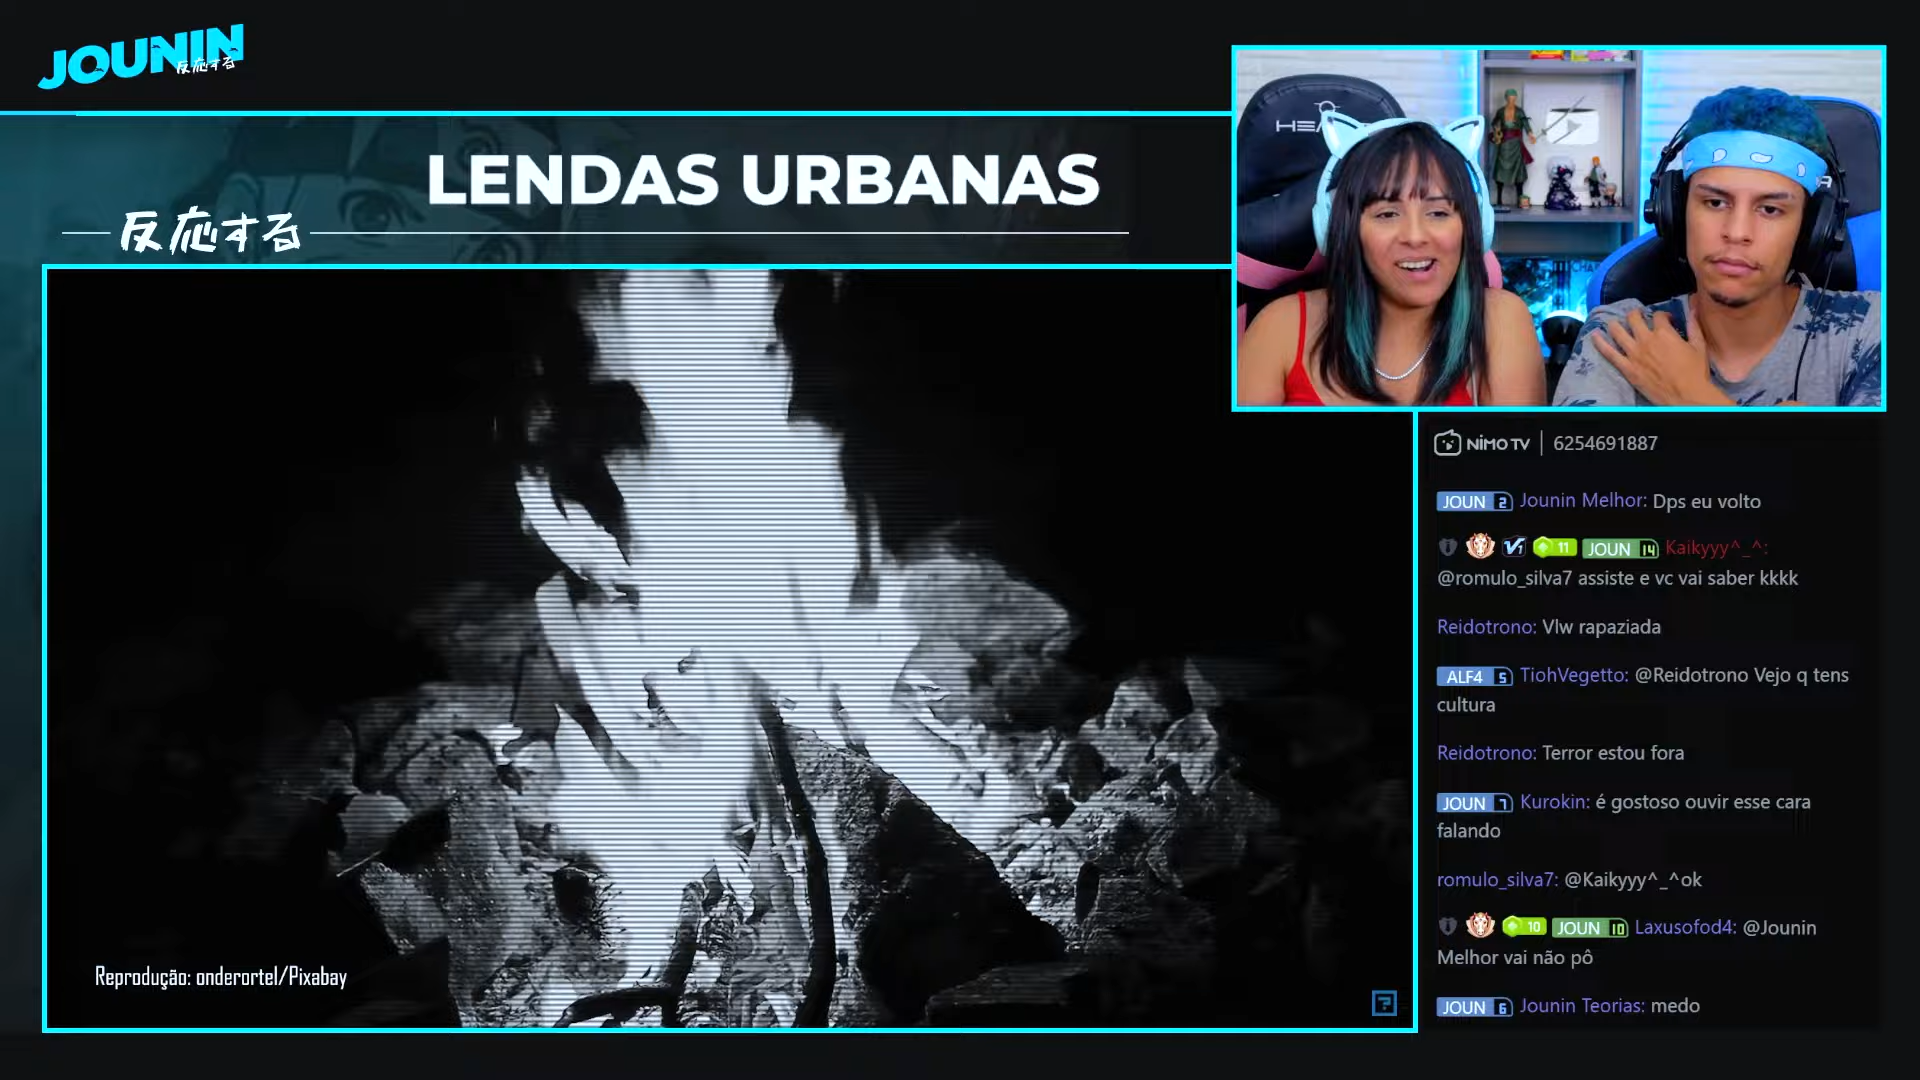 JOUNIN
反応する
LENDAS URBANAS
反応する
NIMO TV | 6254691887
JOUN 2 Jounin Melhor: Dps eu volto
V1 11 JOUN 14 Kaikyyy^_^:
@romulo_silva7 assiste e vc vai saber kkkk
Reidotrono: Vlw rapaziada
ALF4 5 TiohVegetto: @Reidotrono Vejo q tens
cultura
Reidotrono: Terror estou fora
JOUN 7 Kurokin: é gostoso ouvir esse cara
falando
romulo_silva7: @Kaikyyy^_^ok
10 JOUN 10 Laxusofod4: @Jounin
Melhor vai não pô
JOUN 6 Jounin Teorias: medo
Reprodução: onderortel/Pixabay
?